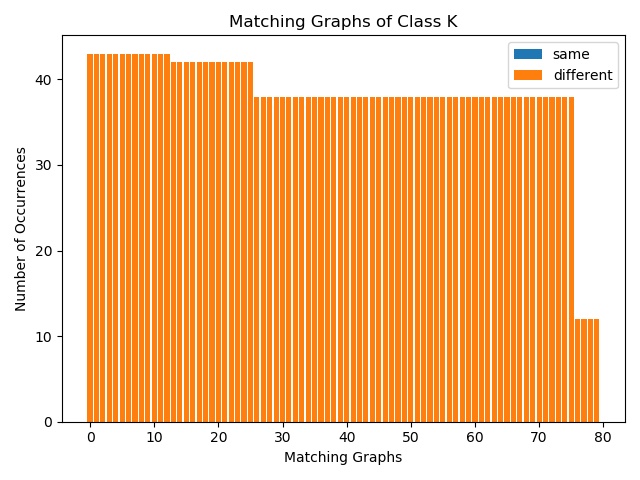 Matching Graphs of Class K
same
different
Number of Occurrences
40
30
20
10
0
0 10 20 30 40 50 60 70 80
Matching Graphs